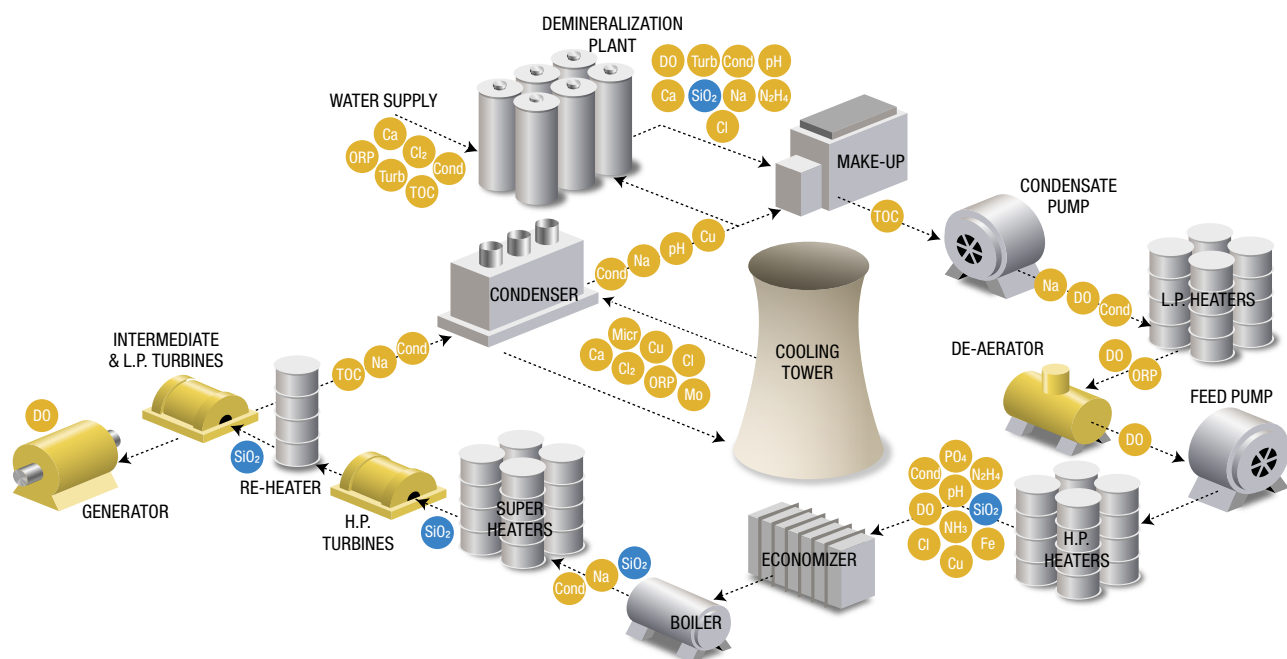 DEMINERALIZATION
PLANT
DO Turb Cond pH
Ca SiO₂ Na N₂H₄
Cl
WATER SUPPLY
Ca
ORP Cl₂ Cond
Turb
TOC
MAKE-UP
TOC
CONDENSATE
PUMP
Na DO Cond
L.P. HEATERS
CONDENSER
Cond Na pH Cu
COOLING
TOWER
Micr Cu Cl
Ca Cl₂ ORP Mo
INTERMEDIATE
& L.P. TURBINES
TOC Na Cond
DE-AERATOR
DO
ORP
DO
FEED PUMP
DO
GENERATOR
SiO₂
RE-HEATER
H.P.
TURBINES
SiO₂
SUPER
HEATERS
Cond Na SiO₂
BOILER
ECONOMIZER
PO₄
Cond N₂H₄
pH
DO SiO₂
NH₃
Cl Fe
Cu
H.P.
HEATERS